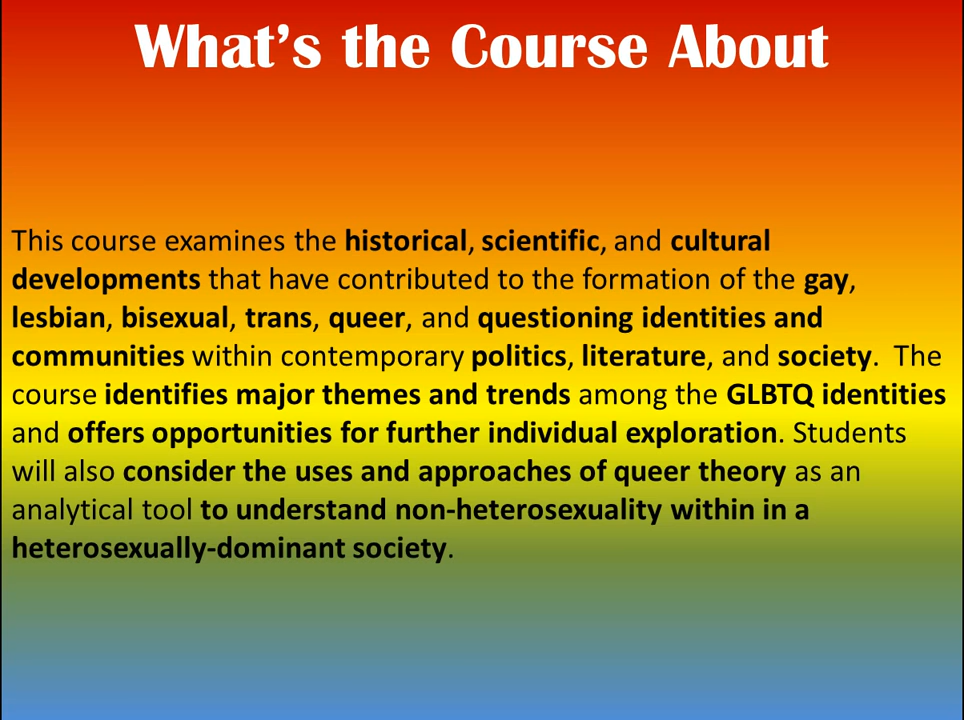 What’s the Course About
This course examines the historical, scientific, and cultural
developments that have contributed to the formation of the gay,
lesbian, bisexual, trans, queer, and questioning identities and
communities within contemporary politics, literature, and society.  The
course identifies major themes and trends among the GLBTQ identities
and offers opportunities for further individual exploration. Students
will also consider the uses and approaches of queer theory as an
analytical tool to understand non-heterosexuality within in a
heterosexually-dominant society.